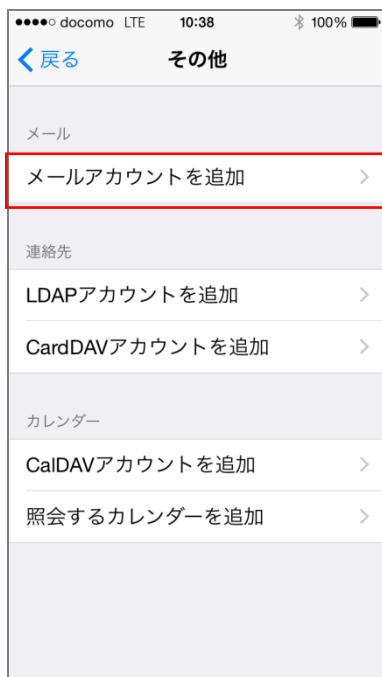 docomo LTE 10:38 100%
戻る その他
メール
メールアカウントを追加
連絡先
LDAPアカウントを追加
CardDAVアカウントを追加
カレンダー
CalDAVアカウントを追加
照会するカレンダーを追加